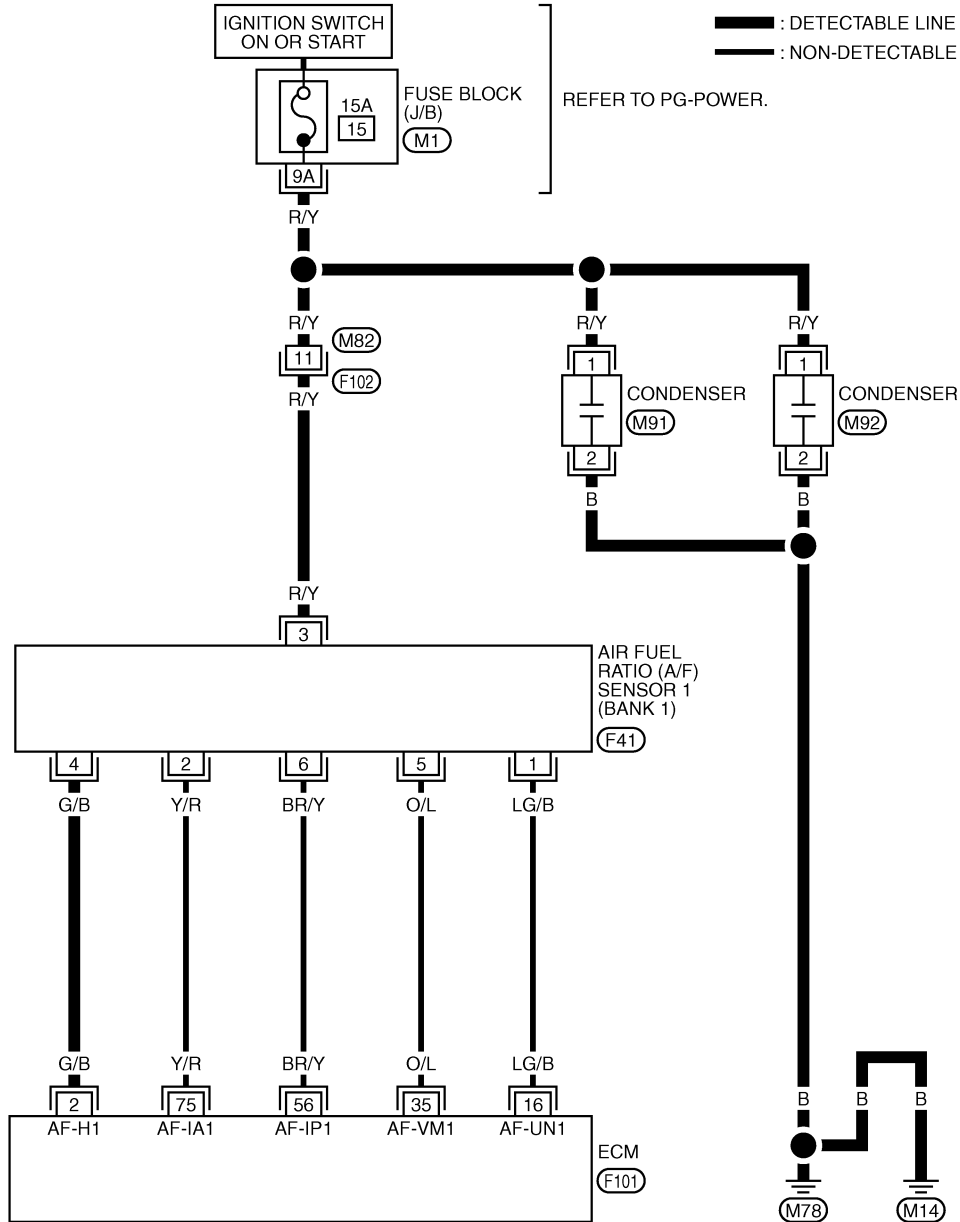 IGNITION SWITCH
ON OR START
: DETECTABLE LINE
: NON-DETECTABLE
15A
15
FUSE BLOCK
(J/B)
M1
REFER TO PG-POWER.
9A
R/Y
R/Y
R/Y
R/Y
M82
11
F102
R/Y
1
1
CONDENSER
M91
CONDENSER
M92
2
2
B
B
R/Y
3
AIR FUEL
RATIO (A/F)
SENSOR 1
(BANK 1)
F41
4
2
6
5
1
G/B
Y/R
BR/Y
O/L
LG/B
G/B
Y/R
BR/Y
O/L
LG/B
2
75
56
35
16
AF-H1
AF-IA1
AF-IP1
AF-VM1
AF-UN1
ECM
F101
B
B
B
M78
M14